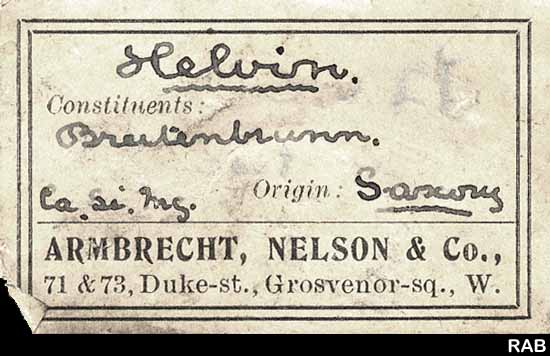 Helvin.
Constituents:
Breitenbrunn.
Ca. Si. Mg. Origin: Saxony
ARMBRECHT, NELSON & Co.,
71 & 73, Duke-st., Grosvenor-sq., W.
RAB